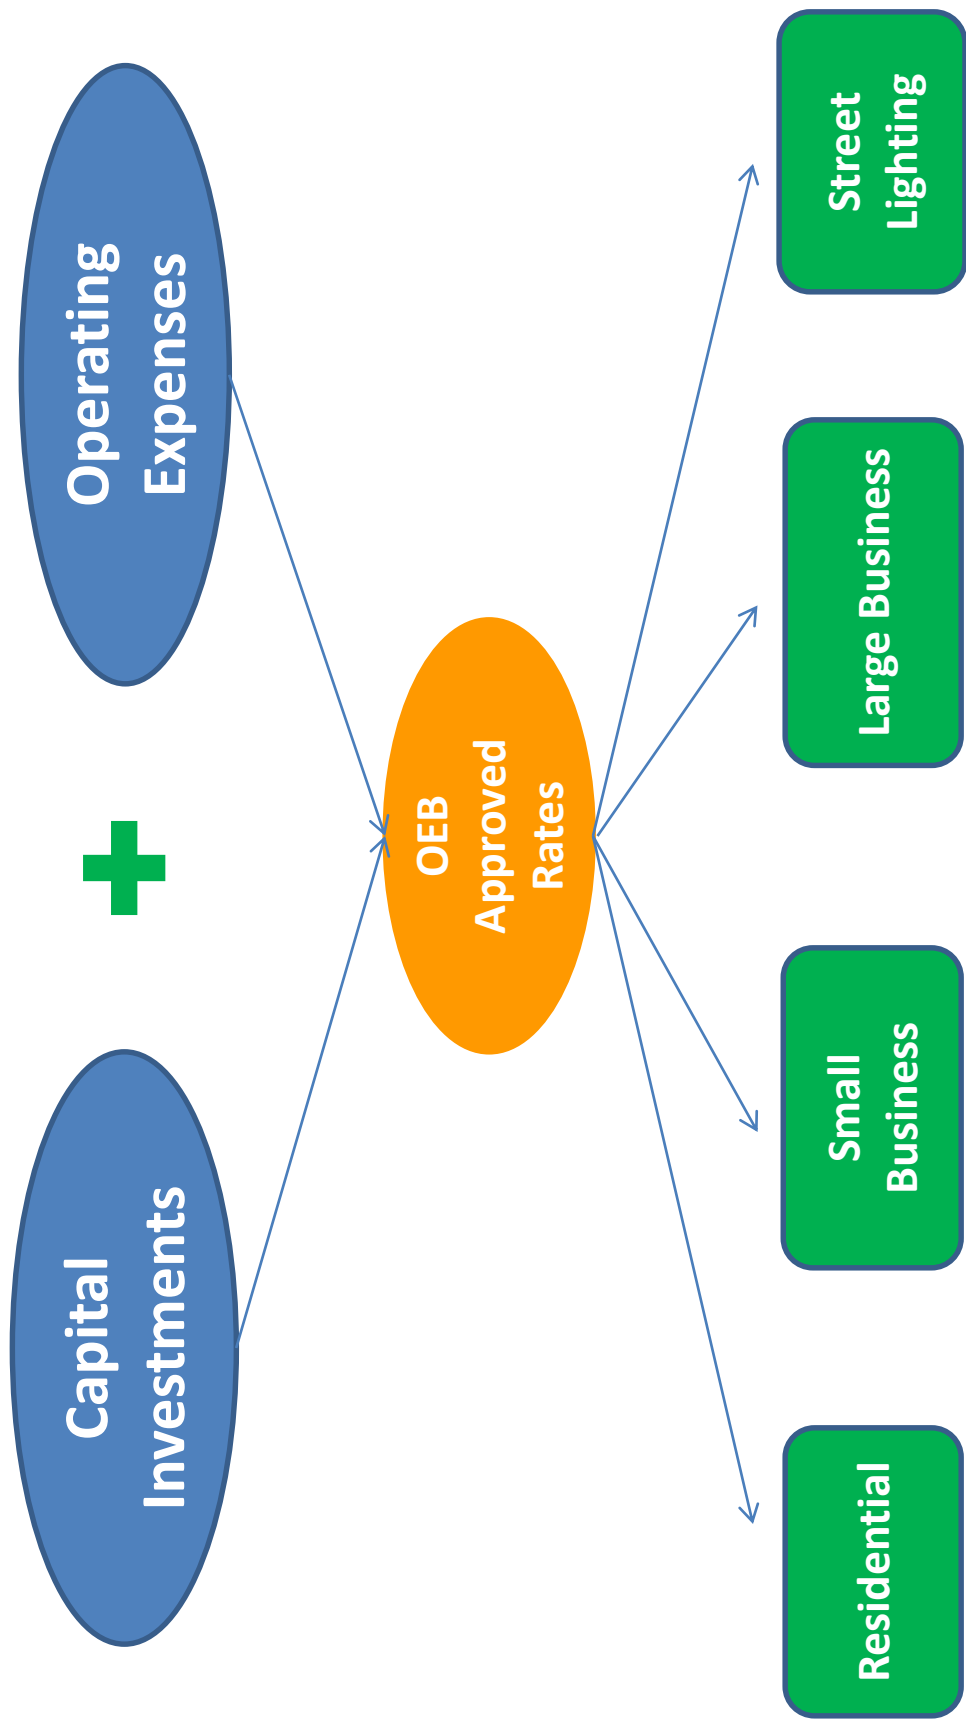 Capital
Investments
Operating
Expenses
OEB
Approved
Rates
Residential
Small
Business
Large Business
Street
Lighting